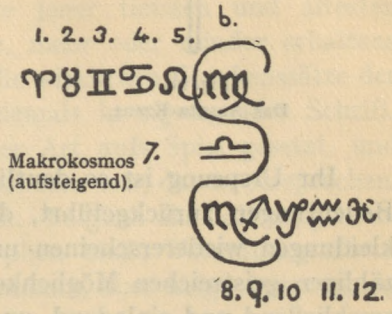 b.
1. 2. 3. 4. 5.
♈♉♊♋♌♍
Makrokosmos 7. ♎
(aufsteigend).
♏♐♑♒♓
8. 9. 10 11. 12.